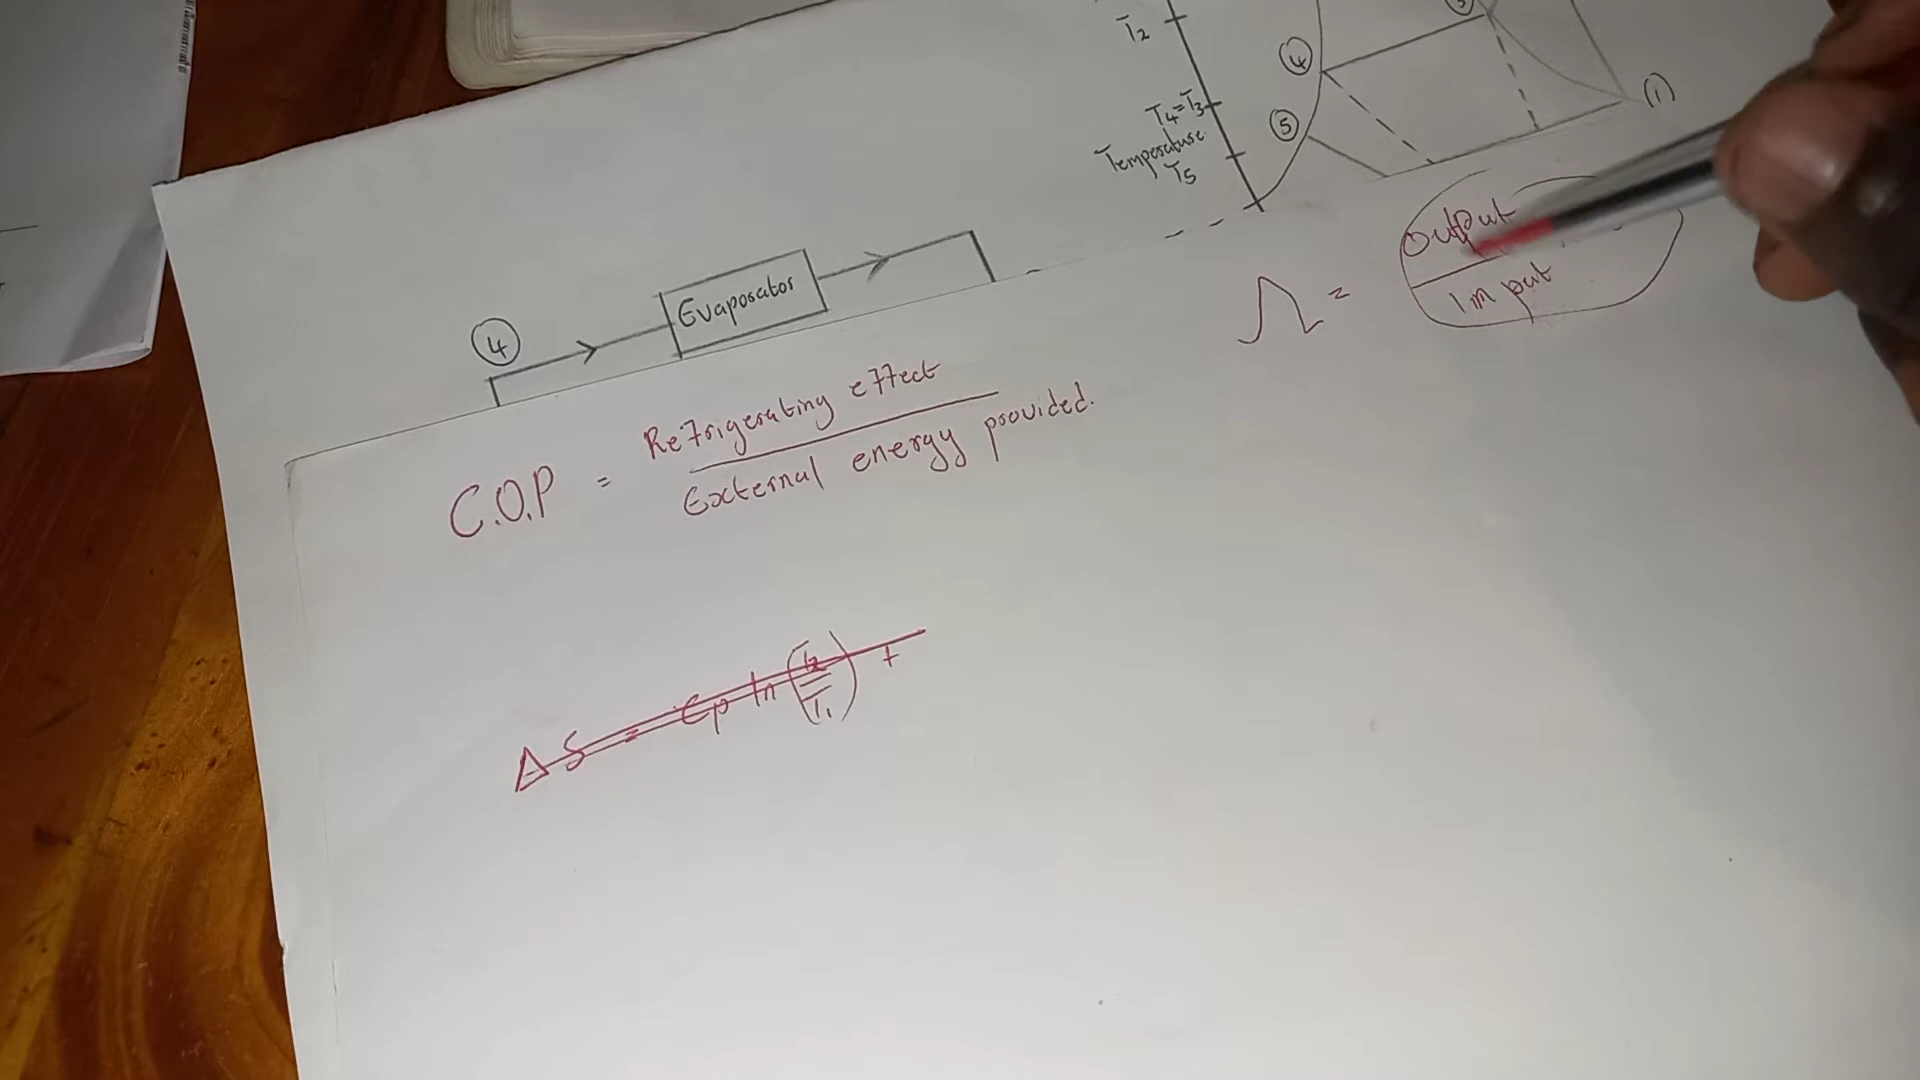 T2
3
4
T4=T3
(1)
5
Temperature
T5
Output
η =
Input
Evaporator
4
Refrigerating effect
C.O.P =
External energy provided.
ΔS = Cp ln (T2/T1) +